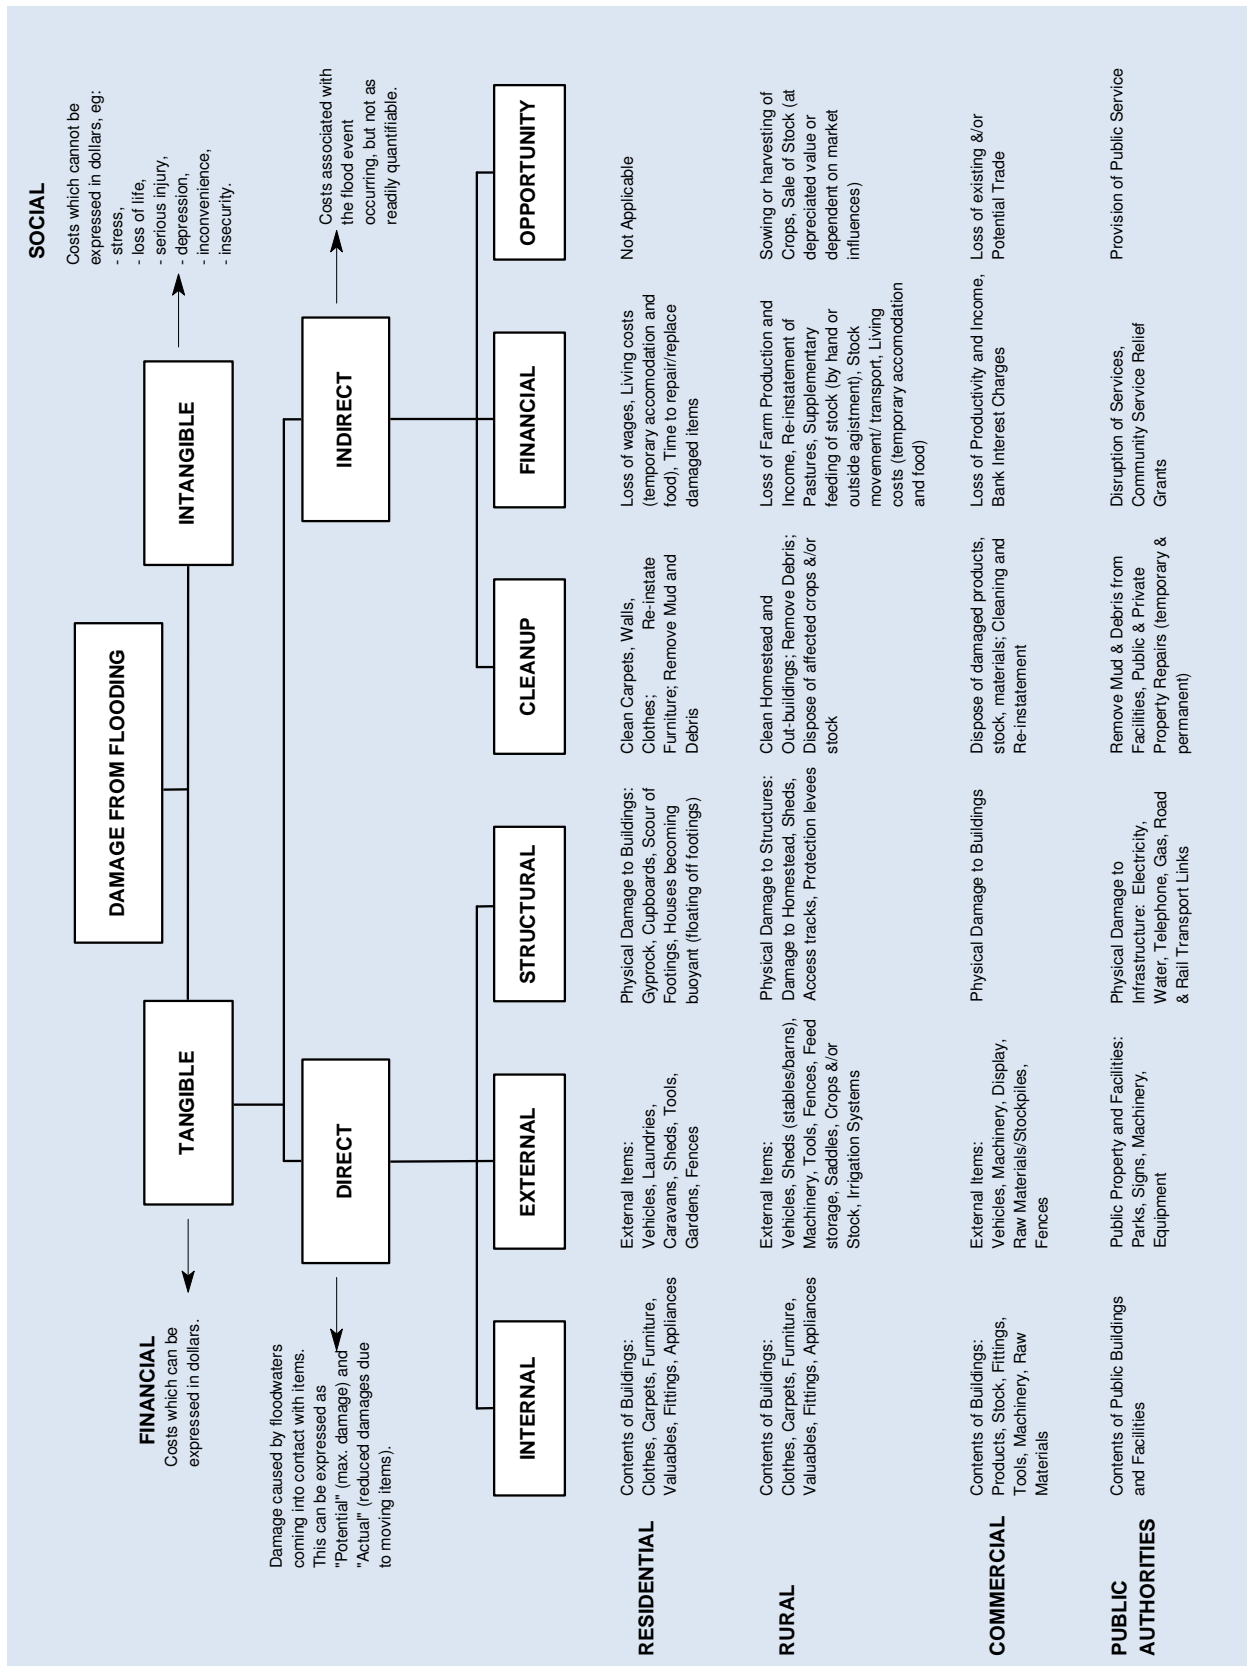 SOCIAL
Costs which cannot be
expressed in dollars, eg:
- stress,
- loss of life,
- serious injury,
- depression,
- inconvenience,
- insecurity.
DAMAGE FROM FLOODING
FINANCIAL
Costs which can be
expressed in dollars.
TANGIBLE
INTANGIBLE
Damage caused by floodwaters
coming into contact with items.
This can be expressed as
"Potential" (max. damage) and
"Actual" (reduced damages due
to moving items).
DIRECT
INDIRECT
Costs associated with
the flood event
occurring, but not as
readily quantifiable.
INTERNAL
EXTERNAL
STRUCTURAL
CLEANUP
FINANCIAL
OPPORTUNITY
RESIDENTIAL
Contents of Buildings:
Clothes, Carpets, Furniture,
Valuables, Fittings, Appliances
External Items:
Vehicles, Laundries,
Caravans, Sheds, Tools,
Gardens, Fences
Physical Damage to Buildings:
Gyprock, Cupboards, Scour of
Footings, Houses becoming
buoyant (floating off footings)
Clean Carpets, Walls,
Clothes; Re-instate
Furniture; Remove Mud and
Debris
Loss of wages, Living costs
(temporary accomodation and
food), Time to repair/replace
damaged items
Not Applicable
RURAL
Contents of Buildings:
Clothes, Carpets, Furniture,
Valuables, Fittings, Appliances
External Items:
Vehicles, Sheds (stables/barns),
Machinery, Tools, Fences, Feed
storage, Saddles, Crops &/or
Stock, Irrigation Systems
Physical Damage to Structures:
Damage to Homestead, Sheds,
Access tracks, Protection levees
Clean Homestead and
Out-buildings; Remove Debris;
Dispose of affected crops &/or
stock
Loss of Farm Production and
Income, Re-instatement of
Pastures, Supplementary
feeding of stock (by hand or
outside agistment), Stock
movement/ transport, Living
costs (temporary accomodation
and food)
Sowing or harvesting of
Crops, Sale of Stock (at
depreciated value or
dependent on market
influences)
COMMERCIAL
Contents of Buildings:
Products, Stock, Fittings,
Tools, Machinery, Raw
Materials
External Items:
Vehicles, Machinery, Display,
Raw Materials/Stockpiles,
Fences
Physical Damage to Buildings
Dispose of damaged products,
stock, materials; Cleaning and
Re-instatement
Loss of Productivity and Income,
Bank Interest Charges
Loss of existing &/or
Potential Trade
PUBLIC
AUTHORITIES
Contents of Public Buildings
and Facilities
Public Property and Facilities:
Parks, Signs, Machinery,
Equipment
Physical Damage to
Infrastructure: Electricity,
Water, Telephone, Gas, Road
& Rail Transport Links
Remove Mud & Debris from
Facilities, Public & Private
Property Repairs (temporary &
permanent)
Disruption of Services,
Community Service Relief
Grants
Provision of Public Service